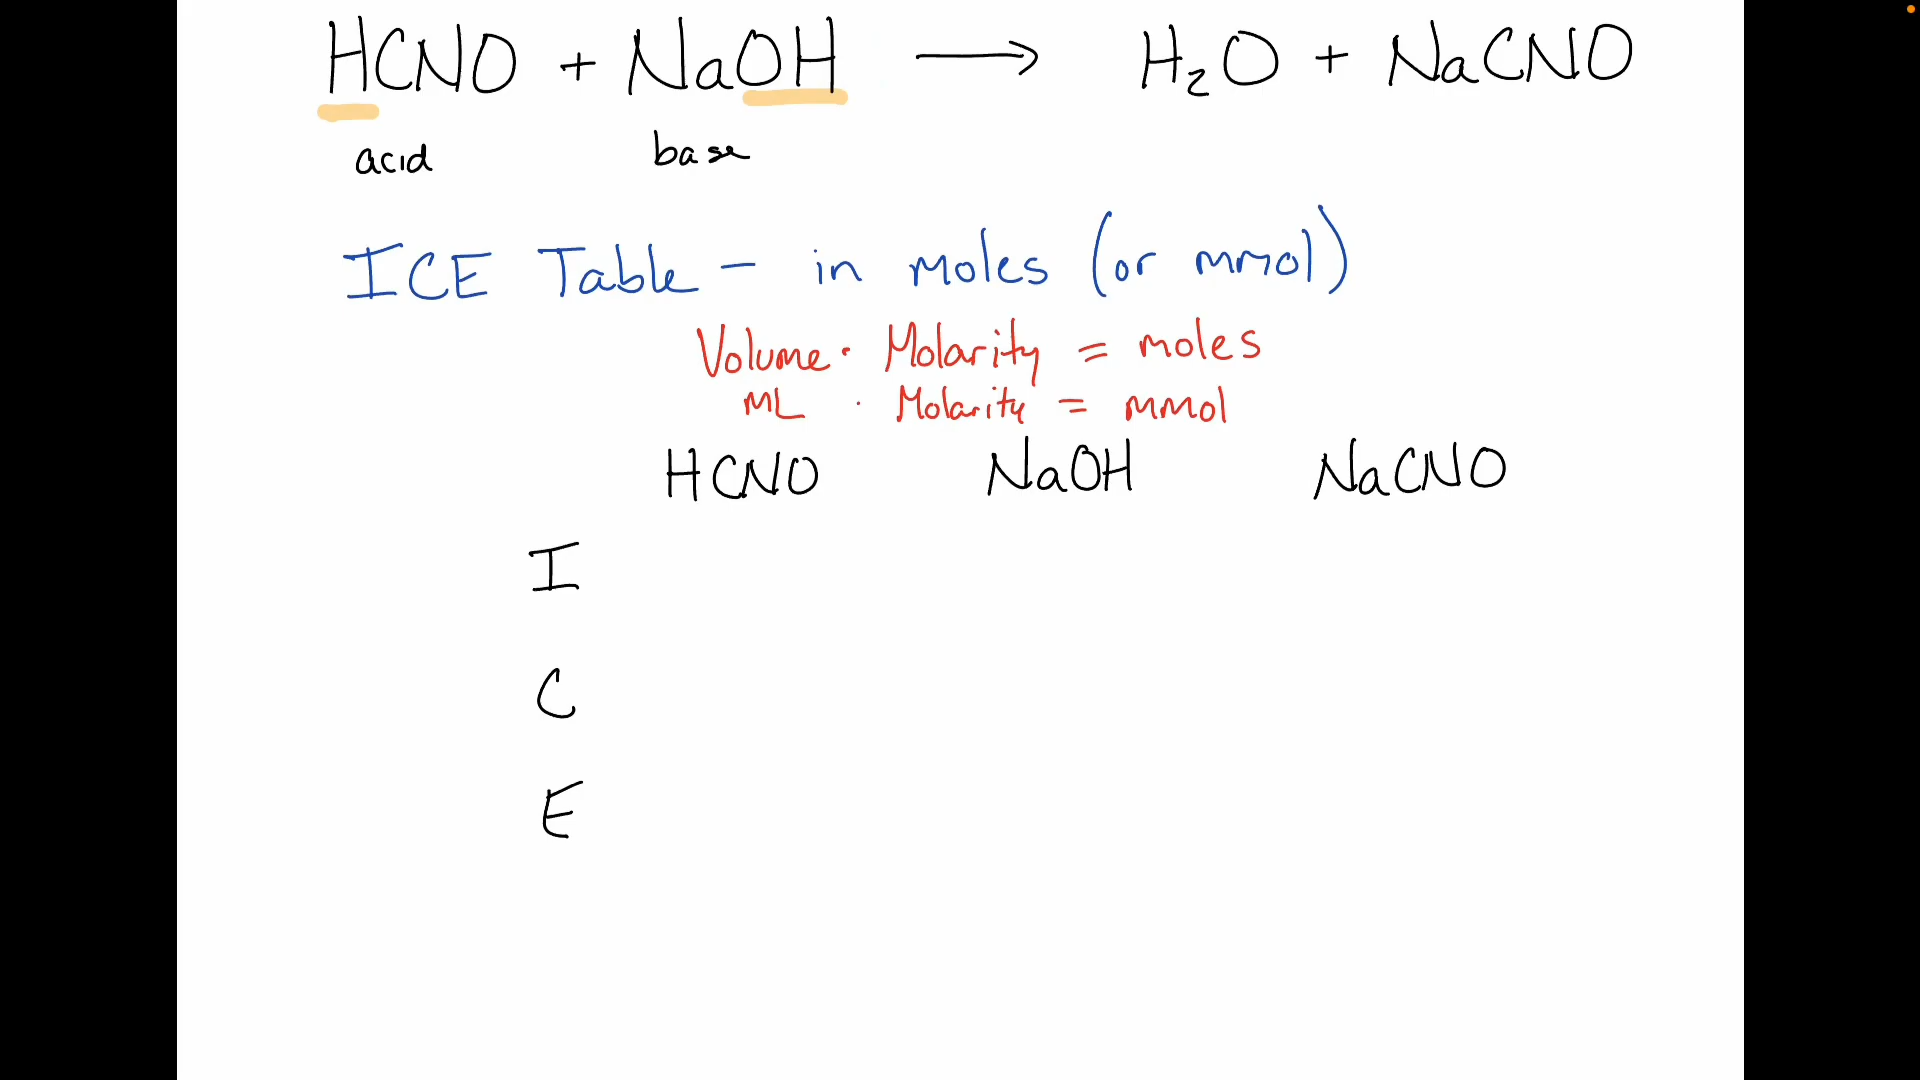 HCNO + NaOH → H₂O + NaCNO
acid base
ICE Table - in moles (or mmol)
Volume · Molarity = moles
mL · Molarity = mmol
HCNO NaOH NaCNO
I
C
E